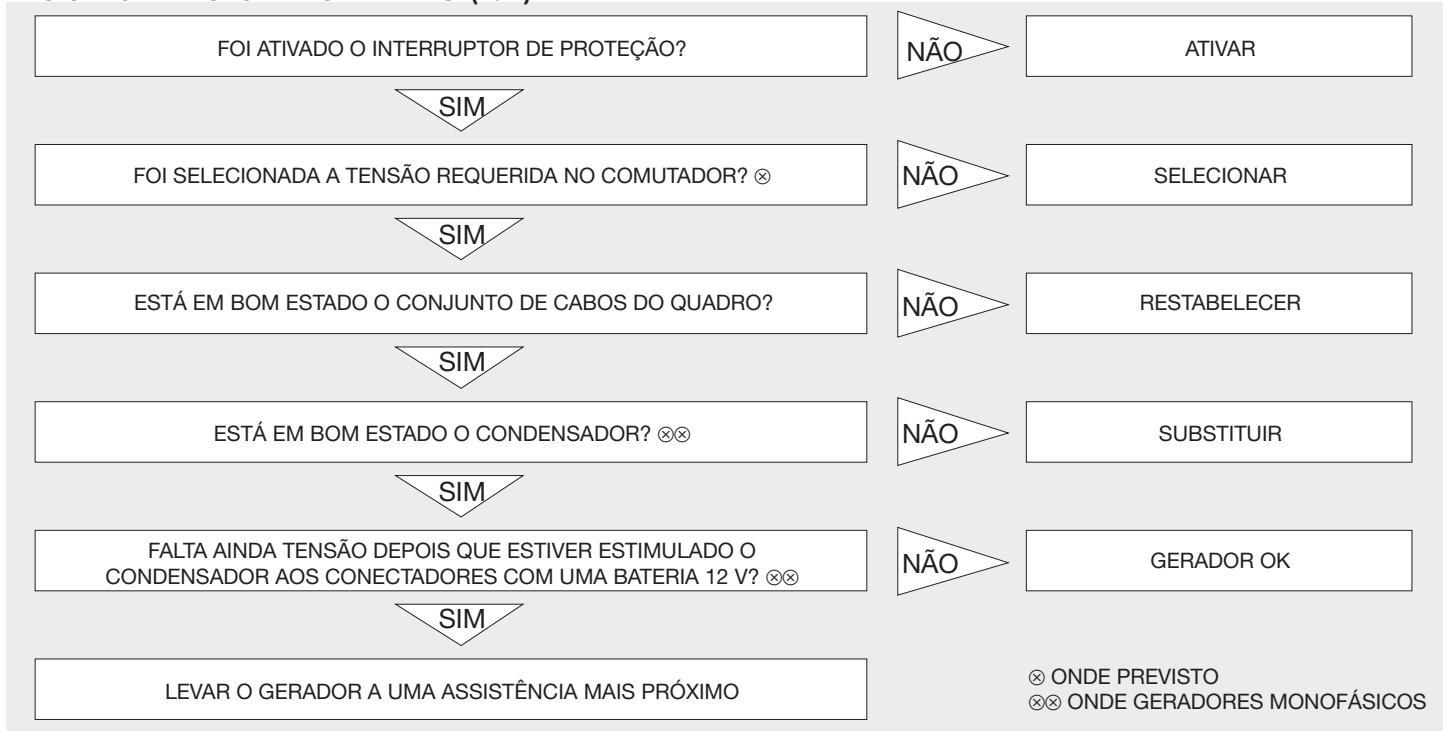 FOI ATIVADO O INTERRUPTOR DE PROTEÇÃO?
NÃO
ATIVAR
SIM
FOI SELECIONADA A TENSÃO REQUERIDA NO COMUTADOR? ⊗
NÃO
SELECIONAR
SIM
ESTÁ EM BOM ESTADO O CONJUNTO DE CABOS DO QUADRO?
NÃO
RESTABELECER
SIM
ESTÁ EM BOM ESTADO O CONDENSADOR? ⊗⊗
NÃO
SUBSTITUIR
SIM
FALTA AINDA TENSÃO DEPOIS QUE ESTIVER ESTIMULADO O
CONDENSADOR AOS CONECTADORES COM UMA BATERIA 12 V? ⊗⊗
NÃO
GERADOR OK
SIM
LEVAR O GERADOR A UMA ASSISTÊNCIA MAIS PRÓXIMO
⊗ ONDE PREVISTO
⊗⊗ ONDE GERADORES MONOFÁSICOS